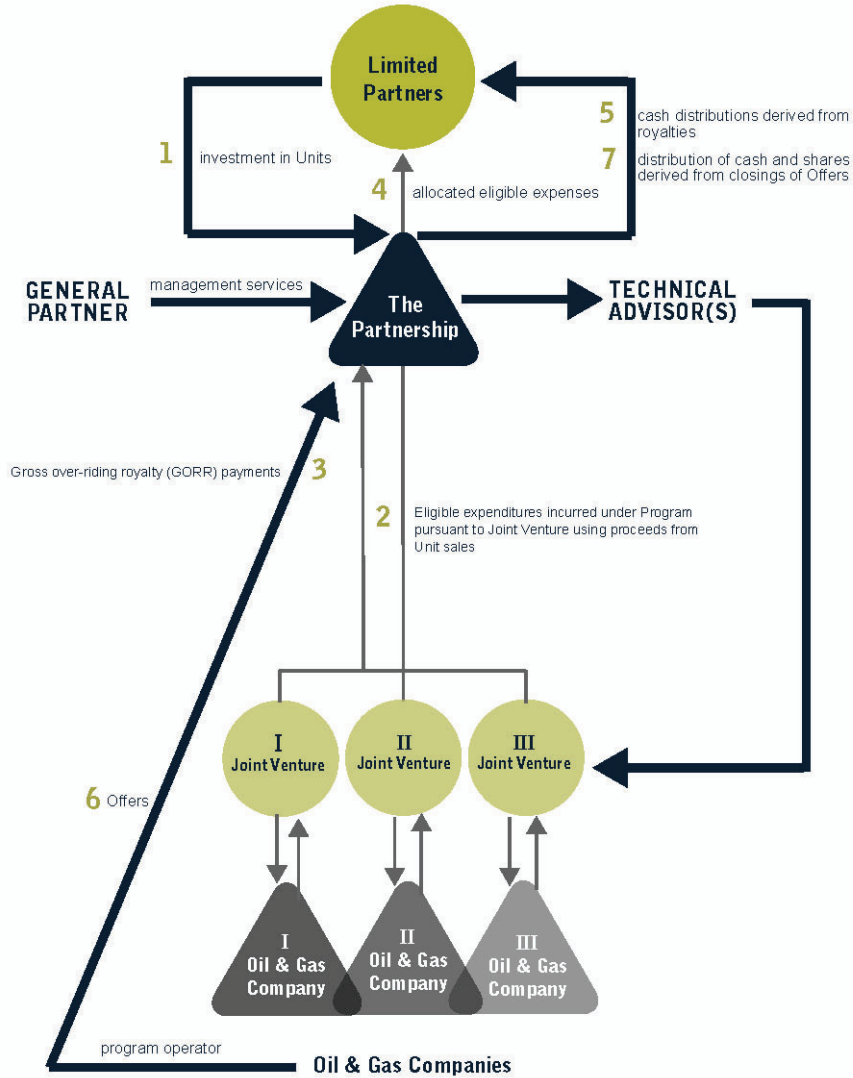 Limited
Partners
5
cash distributions derived from
royalties
1
investment in Units
7
distribution of cash and shares
derived from closings of Offers
4
allocated eligible expenses
GENERAL
PARTNER
management services
The
Partnership
TECHNICAL
ADVISOR(S)
Gross over-riding royalty (GORR) payments
3
2
Eligible expenditures incurred under Program
pursuant to Joint Venture using proceeds from
Unit sales
I
Joint Venture
II
Joint Venture
III
Joint Venture
6
Offers
I
Oil & Gas
Company
II
Oil & Gas
Company
III
Oil & Gas
Company
program operator
Oil & Gas Companies